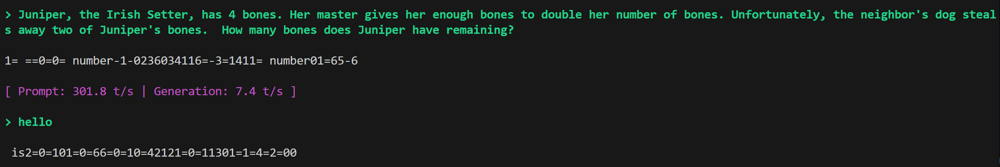 > Juniper, the Irish Setter, has 4 bones. Her master gives her enough bones to double her number of bones. Unfortunately, the neighbor's dog steal
s away two of Juniper's bones.  How many bones does Juniper have remaining?
1= ==0=0= number-1-0236034116=-3=1411= number01=65-6
[ Prompt: 301.8 t/s | Generation: 7.4 t/s ]
> hello
is2=0=101=0=66=0=10=42121=0=11301=1=4=2=00